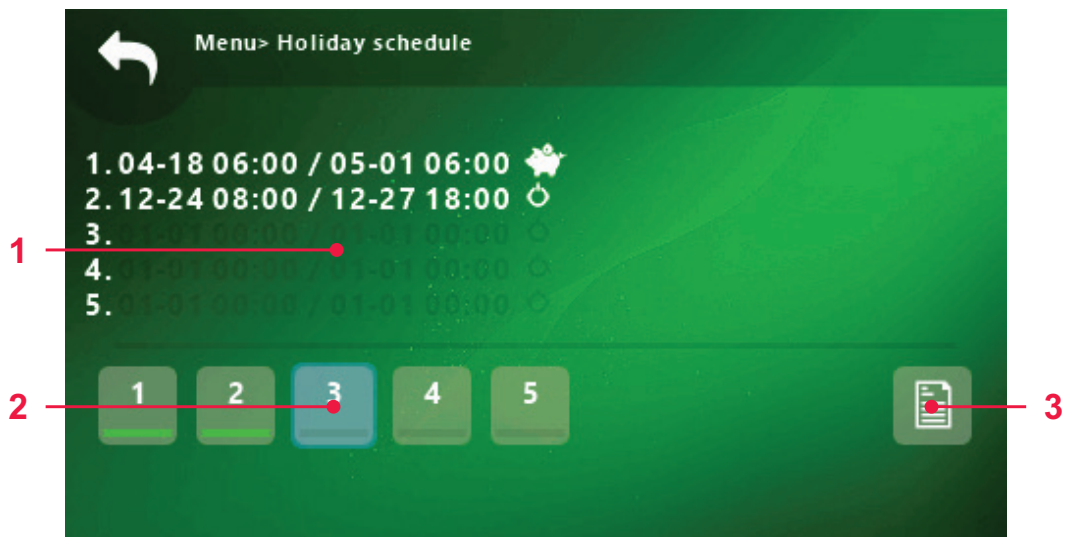 Menu> Holiday schedule
1. 04-18 06:00 / 05-01 06:00
2. 12-24 08:00 / 12-27 18:00
3. 01-01 00:00 / 01-01 00:00
4. 01-01 00:00 / 01-01 00:00
5. 01-01 00:00 / 01-01 00:00
1
1 2 3 4 5
2
3